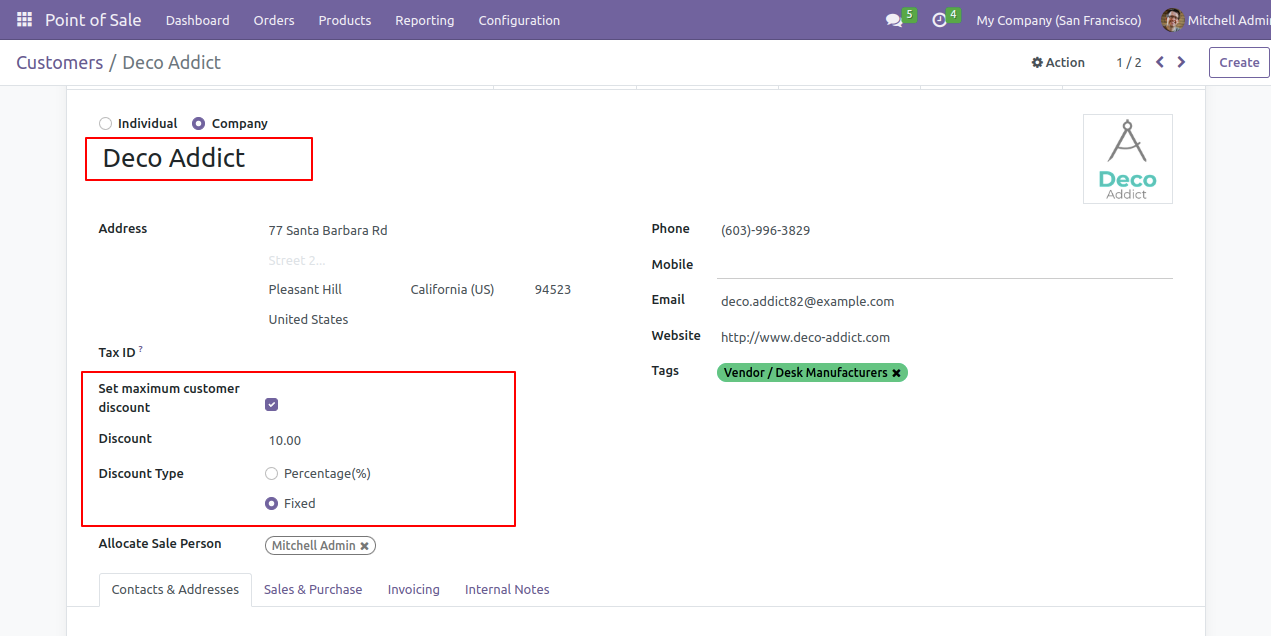 Point of Sale Dashboard Orders Products Reporting Configuration 5 4 My Company (San Francisco) Mitchell Admi
Customers / Deco Addict Action 1 / 2 Create
Individual Company
Deco Addict
Deco
Addict
Address 77 Santa Barbara Rd Phone (603)-996-3829
Street 2...
Mobile
Pleasant Hill California (US) 94523
Email deco.addict82@example.com
United States
Website http://www.deco-addict.com
Tax ID ?
Tags Vendor / Desk Manufacturers ×
Set maximum customer
discount
Discount 10.00
Discount Type Percentage(%)
Fixed
Allocate Sale Person Mitchell Admin ×
Contacts & Addresses Sales & Purchase Invoicing Internal Notes